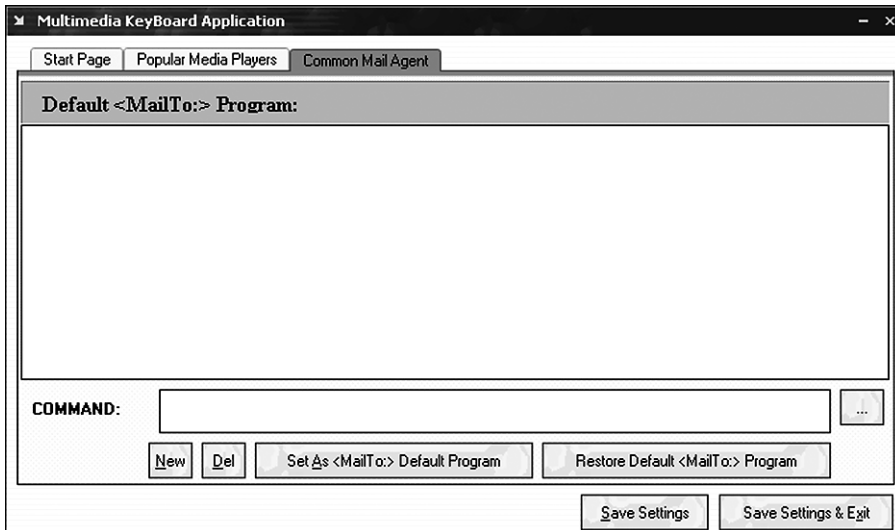 Multimedia KeyBoard Application
Start Page Popular Media Players Common Mail Agent
Default <MailTo:> Program:
COMMAND: ...
New Del Set As <MailTo:> Default Program Restore Default <MailTo:> Program
Save Settings Save Settings & Exit